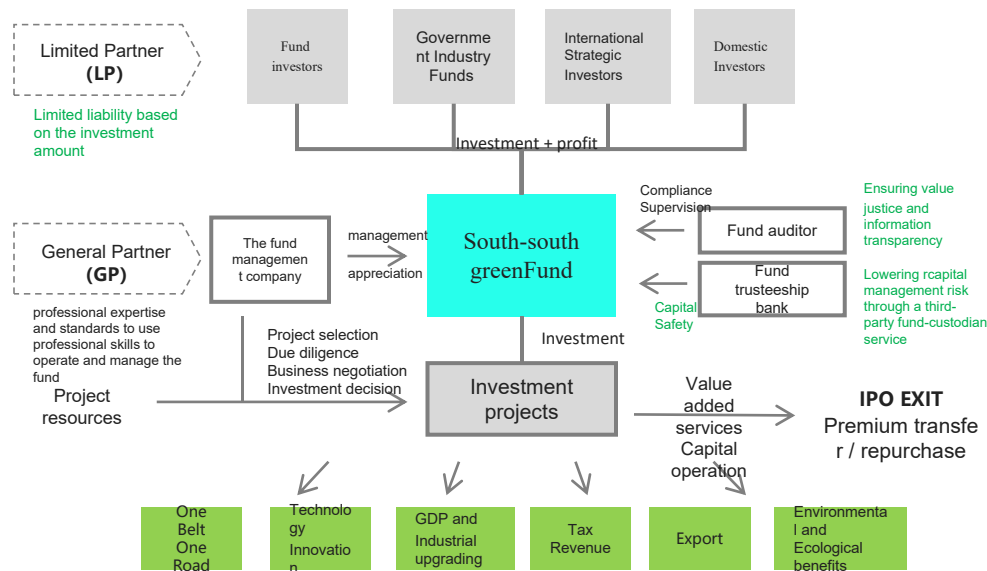 Limited Partner
(LP)
Limited liability based
on the investment
amount
Fund
investors
Governme
nt Industry
Funds
International
Strategic
Investors
Domestic
Investors
Investment + profit
General Partner
(GP)
professional expertise
and standards to use
professional skills to
operate and manage the
fund
The fund
managemen
t company
management
appreciation
South-south
greenFund
Compliance
Supervision
Fund auditor
Ensuring value
justice and
information
transparency
Capital
Safety
Fund
trusteeship
bank
Lowering rcapital
management risk
through a third-
party fund-custodian
service
Investment
Project
resources
Project selection
Due diligence
Business negotiation
Investment decision
Investment
projects
Value
added
services
Capital
operation
IPO EXIT
Premium transfe
r / repurchase
One
Belt
One
Road
Technolo
gy
Innovatio
n
GDP and
Industrial
upgrading
Tax
Revenue
Export
Environmenta
l and
Ecological
benefits